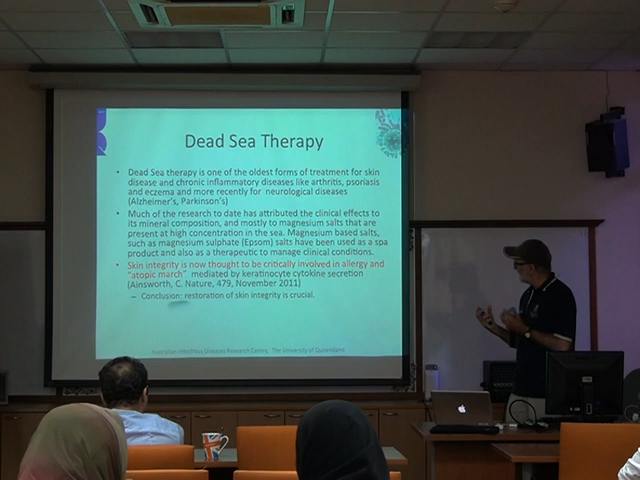 Dead Sea Therapy
• Dead Sea therapy is one of the oldest forms of treatment for skin
disease and chronic inflammatory diseases like arthritis, psoriasis
and eczema and more recently for neurological diseases
(Alzheimer's, Parkinson's)
• Much of the research to date has attributed the clinical effects to
its mineral composition, and mostly to magnesium salts that are
present at high concentration in the sea. Magnesium based salts,
such as magnesium sulphate (Epsom) salts have been used as a spa
product and also as a therapeutic to manage clinical conditions.
• Skin integrity is now thought to be critically involved in allergy and
"atopic march" mediated by keratinocyte cytokine secretion
(Ainsworth, C. Nature, 479, November 2011)
– Conclusion: restoration of skin integrity is crucial.
Australian Infectious Diseases Research Centre, The University of Queensland